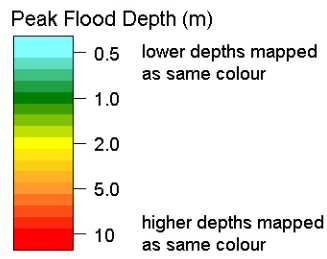 Peak Flood Depth (m)
0.5 lower depths mapped
as same colour
1.0
2.0
5.0
10 higher depths mapped
as same colour